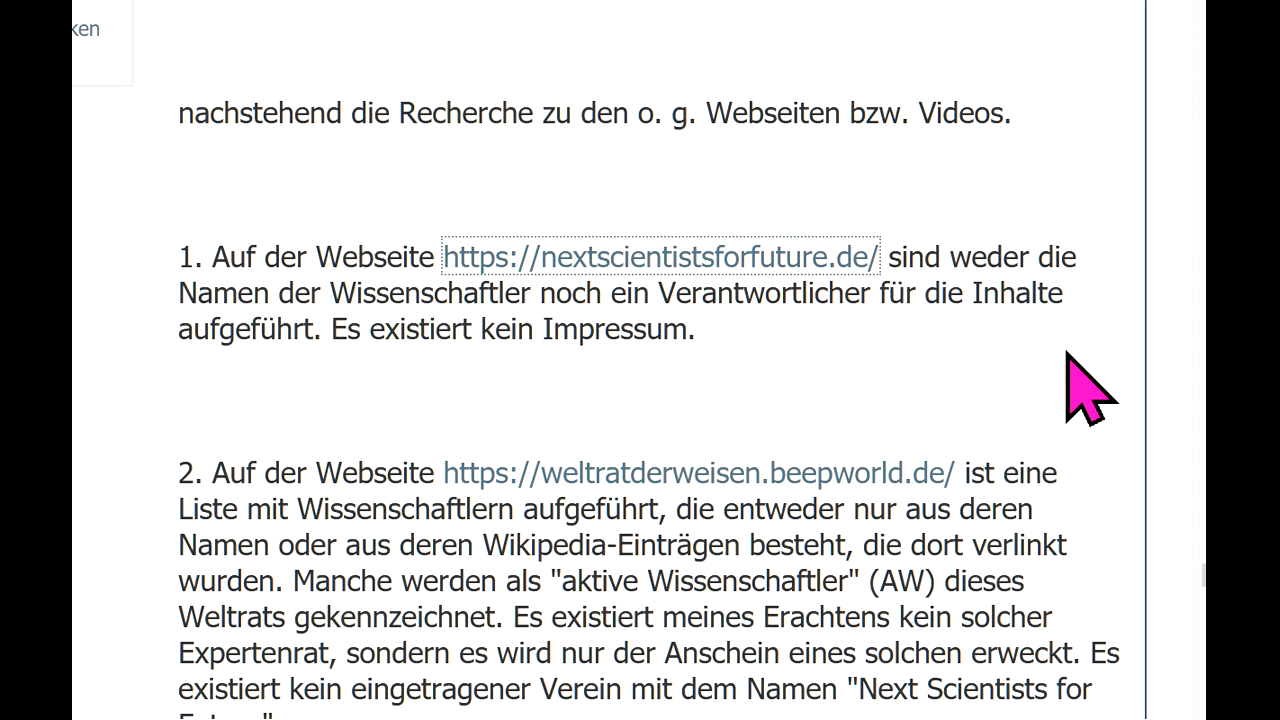 ken
nachstehend die Recherche zu den o. g. Webseiten bzw. Videos.
1. Auf der Webseite https://nextscientistsforfuture.de/ sind weder die
Namen der Wissenschaftler noch ein Verantwortlicher für die Inhalte
aufgeführt. Es existiert kein Impressum.
2. Auf der Webseite https://weltratderweisen.beepworld.de/ ist eine
Liste mit Wissenschaftlern aufgeführt, die entweder nur aus deren
Namen oder aus deren Wikipedia-Einträgen besteht, die dort verlinkt
wurden. Manche werden als "aktive Wissenschaftler" (AW) dieses
Weltrats gekennzeichnet. Es existiert meines Erachtens kein solcher
Expertenrat, sondern es wird nur der Anschein eines solchen erweckt. Es
existiert kein eingetragener Verein mit dem Namen "Next Scientists for